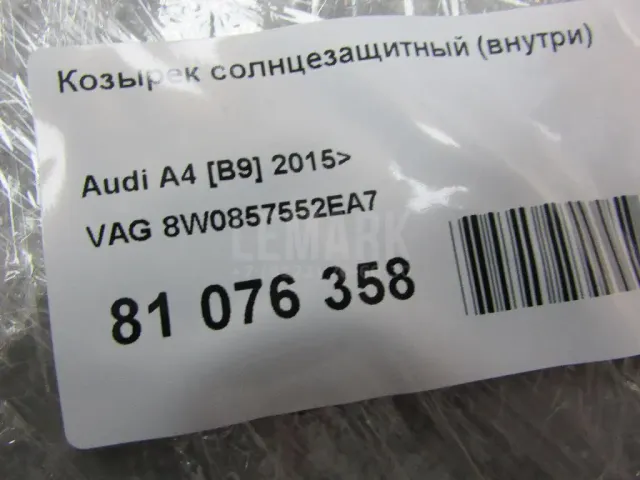 Козырек солнцезащитный (внутри)
Audi A4 [B9] 2015>
VAG 8W0857552EA7
LEMARK
81 076 358